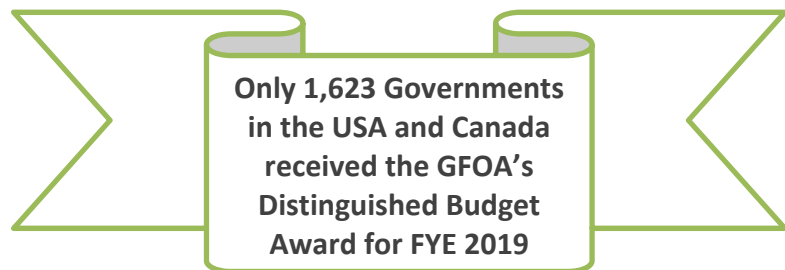 Only 1,623 Governments
in the USA and Canada
received the GFOA’s
Distinguished Budget
Award for FYE 2019